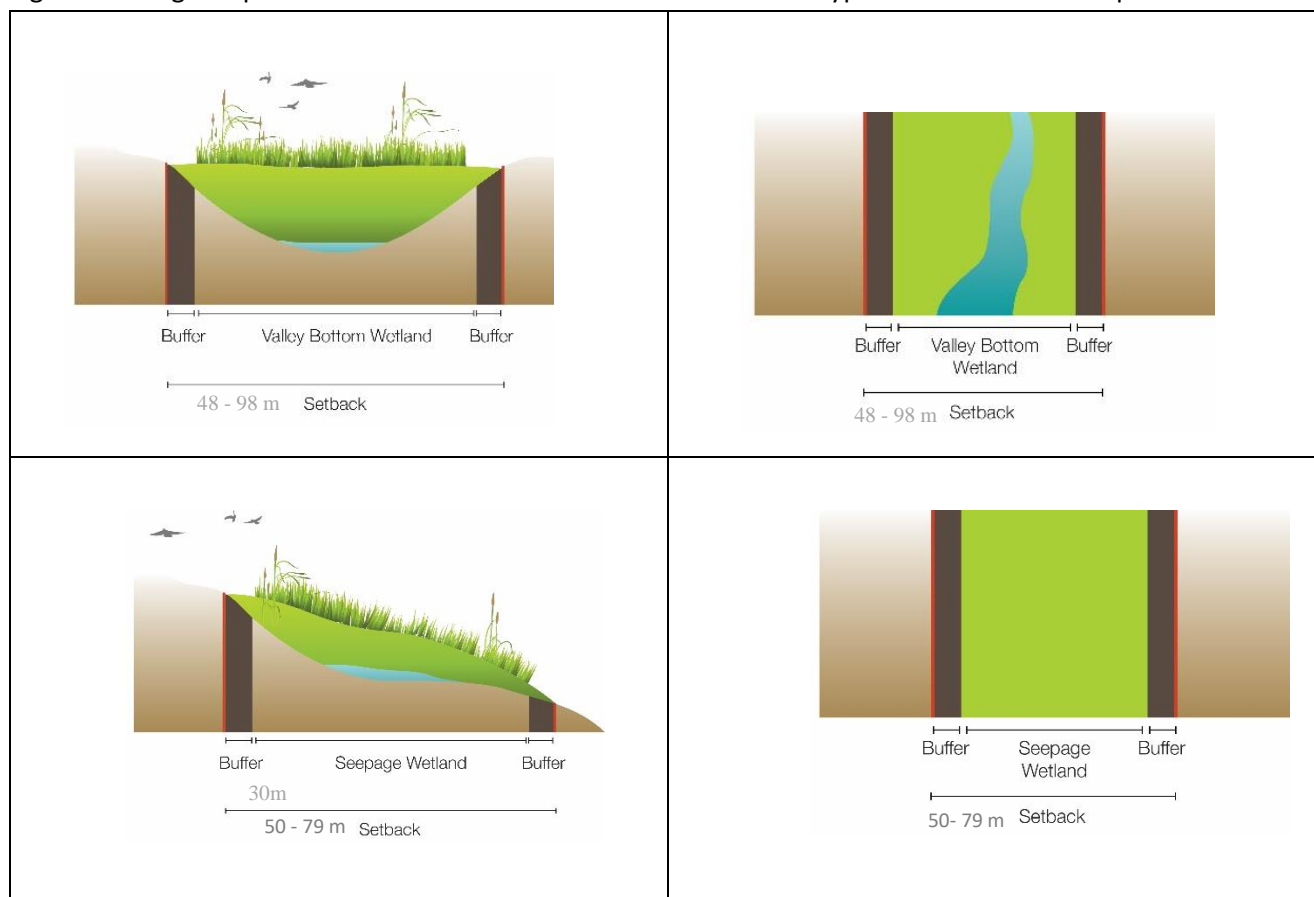 Buffer Valley Bottom Wetland Buffer
48 - 98 m Setback
Buffer Valley Bottom Buffer
Wetland
48 - 98 m Setback
Buffer Seepage Wetland Buffer
30m
50 - 79 m Setback
Buffer Seepage Buffer
Wetland
50- 79 m Setback